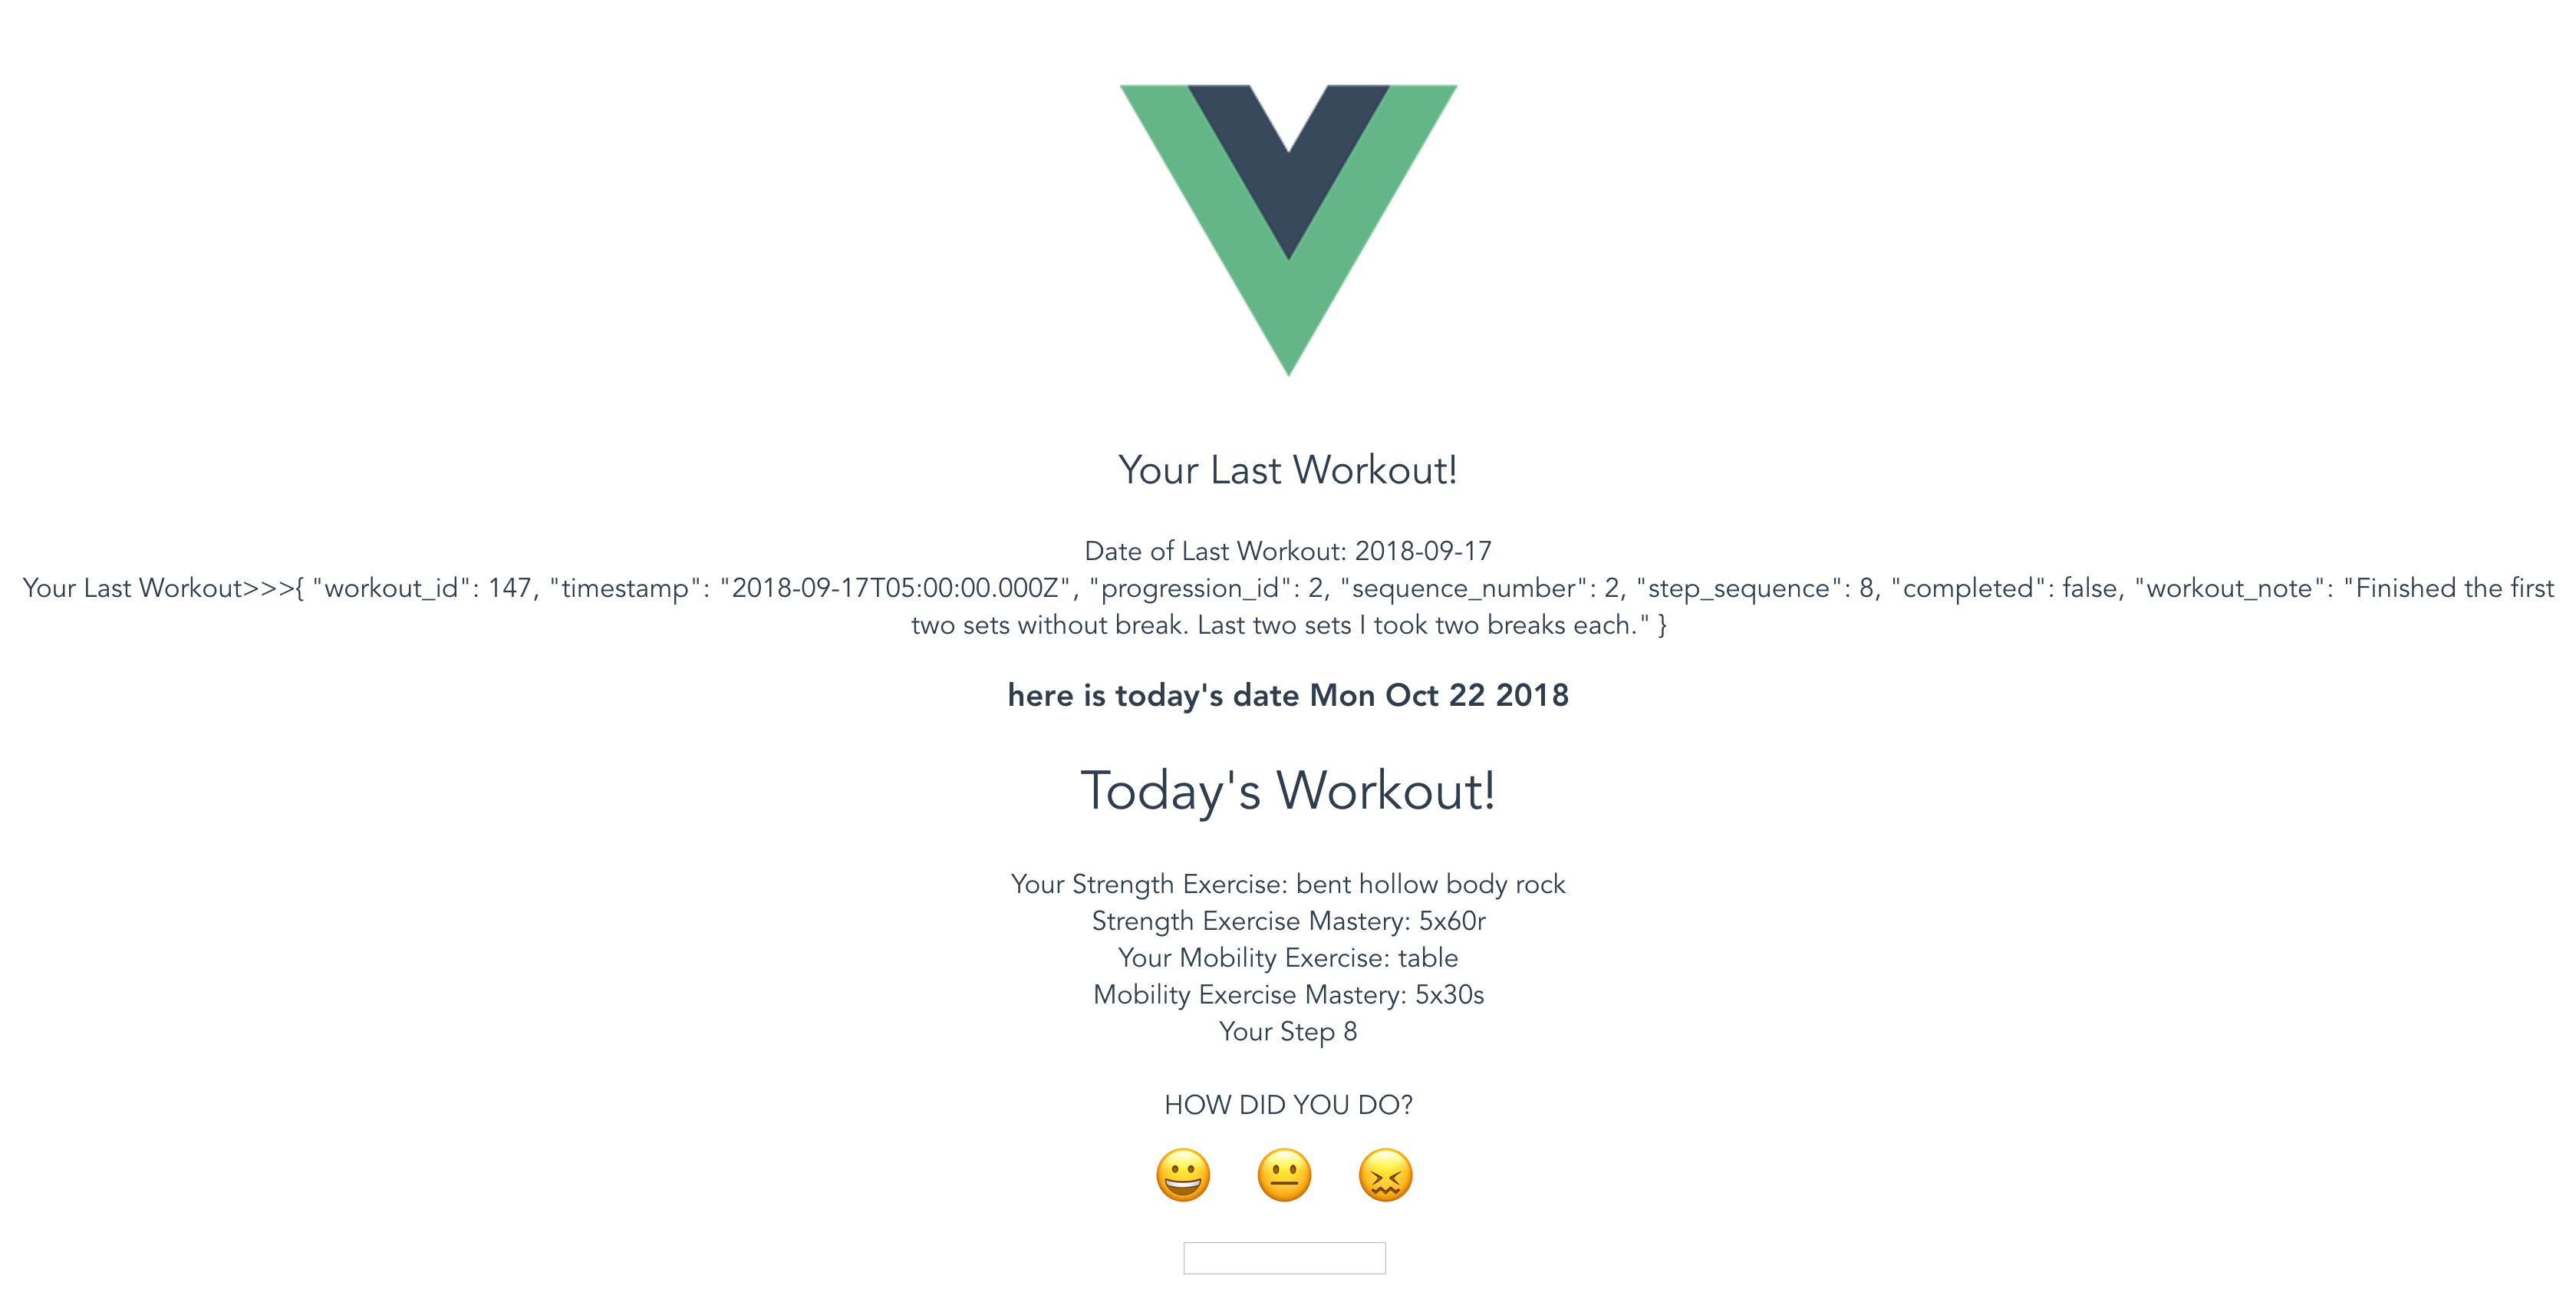 Your Last Workout!
Date of Last Workout: 2018-09-17
Your Last Workout>>>{ "workout_id": 147, "timestamp": "2018-09-17T05:00:00.000Z", "progression_id": 2, "sequence_number": 2, "step_sequence": 8, "completed": false, "workout_note": "Finished the first
two sets without break. Last two sets I took two breaks each." }
here is today's date Mon Oct 22 2018
Today's Workout!
Your Strength Exercise: bent hollow body rock
Strength Exercise Mastery: 5x60r
Your Mobility Exercise: table
Mobility Exercise Mastery: 5x30s
Your Step 8
HOW DID YOU DO?